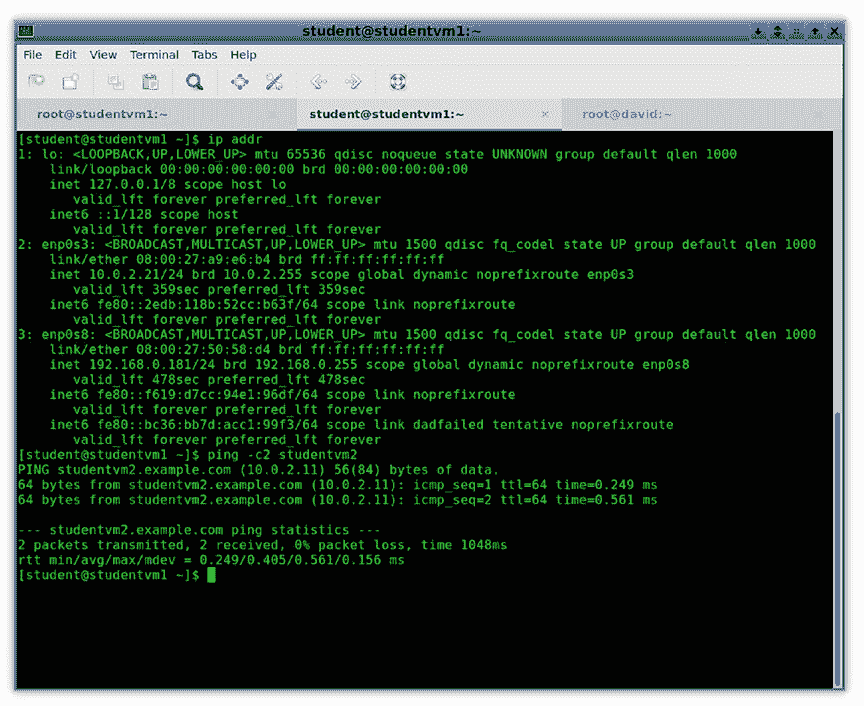 student@studentvm1:~
File Edit View Terminal Tabs Help
root@studentvm1:~ student@studentvm1:~ root@david:~
[student@studentvm1 ~]$ ip addr
1: lo: <LOOPBACK,UP,LOWER_UP> mtu 65536 qdisc noqueue state UNKNOWN group default qlen 1000
    link/loopback 00:00:00:00:00:00 brd 00:00:00:00:00:00
    inet 127.0.0.1/8 scope host lo
       valid_lft forever preferred_lft forever
    inet6 ::1/128 scope host
       valid_lft forever preferred_lft forever
2: enp0s3: <BROADCAST,MULTICAST,UP,LOWER_UP> mtu 1500 qdisc fq_codel state UP group default qlen 1000
    link/ether 08:00:27:a9:e6:b4 brd ff:ff:ff:ff:ff:ff
    inet 10.0.2.21/24 brd 10.0.2.255 scope global dynamic noprefixroute enp0s3
       valid_lft 359sec preferred_lft 359sec
    inet6 fe80::2edb:118b:52cc:b63f/64 scope link noprefixroute
       valid_lft forever preferred_lft forever
3: enp0s8: <BROADCAST,MULTICAST,UP,LOWER_UP> mtu 1500 qdisc fq_codel state UP group default qlen 1000
    link/ether 08:00:27:50:58:d4 brd ff:ff:ff:ff:ff:ff
    inet 192.168.0.181/24 brd 192.168.0.255 scope global dynamic noprefixroute enp0s8
       valid_lft 478sec preferred_lft 478sec
    inet6 fe80::f619:d7cc:94e1:96df/64 scope link noprefixroute
       valid_lft forever preferred_lft forever
    inet6 fe80::bc36:bb7d:acc1:99f3/64 scope link dadfailed tentative noprefixroute
       valid_lft forever preferred_lft forever
[student@studentvm1 ~]$ ping -c2 studentvm2
PING studentvm2.example.com (10.0.2.11) 56(84) bytes of data.
64 bytes from studentvm2.example.com (10.0.2.11): icmp_seq=1 ttl=64 time=0.249 ms
64 bytes from studentvm2.example.com (10.0.2.11): icmp_seq=2 ttl=64 time=0.561 ms
--- studentvm2.example.com ping statistics ---
2 packets transmitted, 2 received, 0% packet loss, time 1048ms
rtt min/avg/max/mdev = 0.249/0.405/0.561/0.156 ms
[student@studentvm1 ~]$